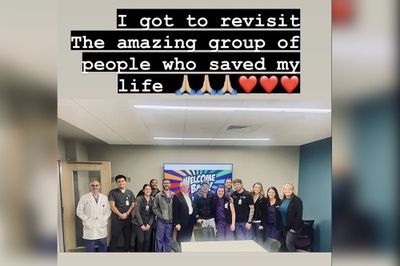 I got to revisit
The amazing group of
people who saved my
life 🙏🏼🙏🏼🙏🏼❤️❤️❤️
WELCOME
BACK